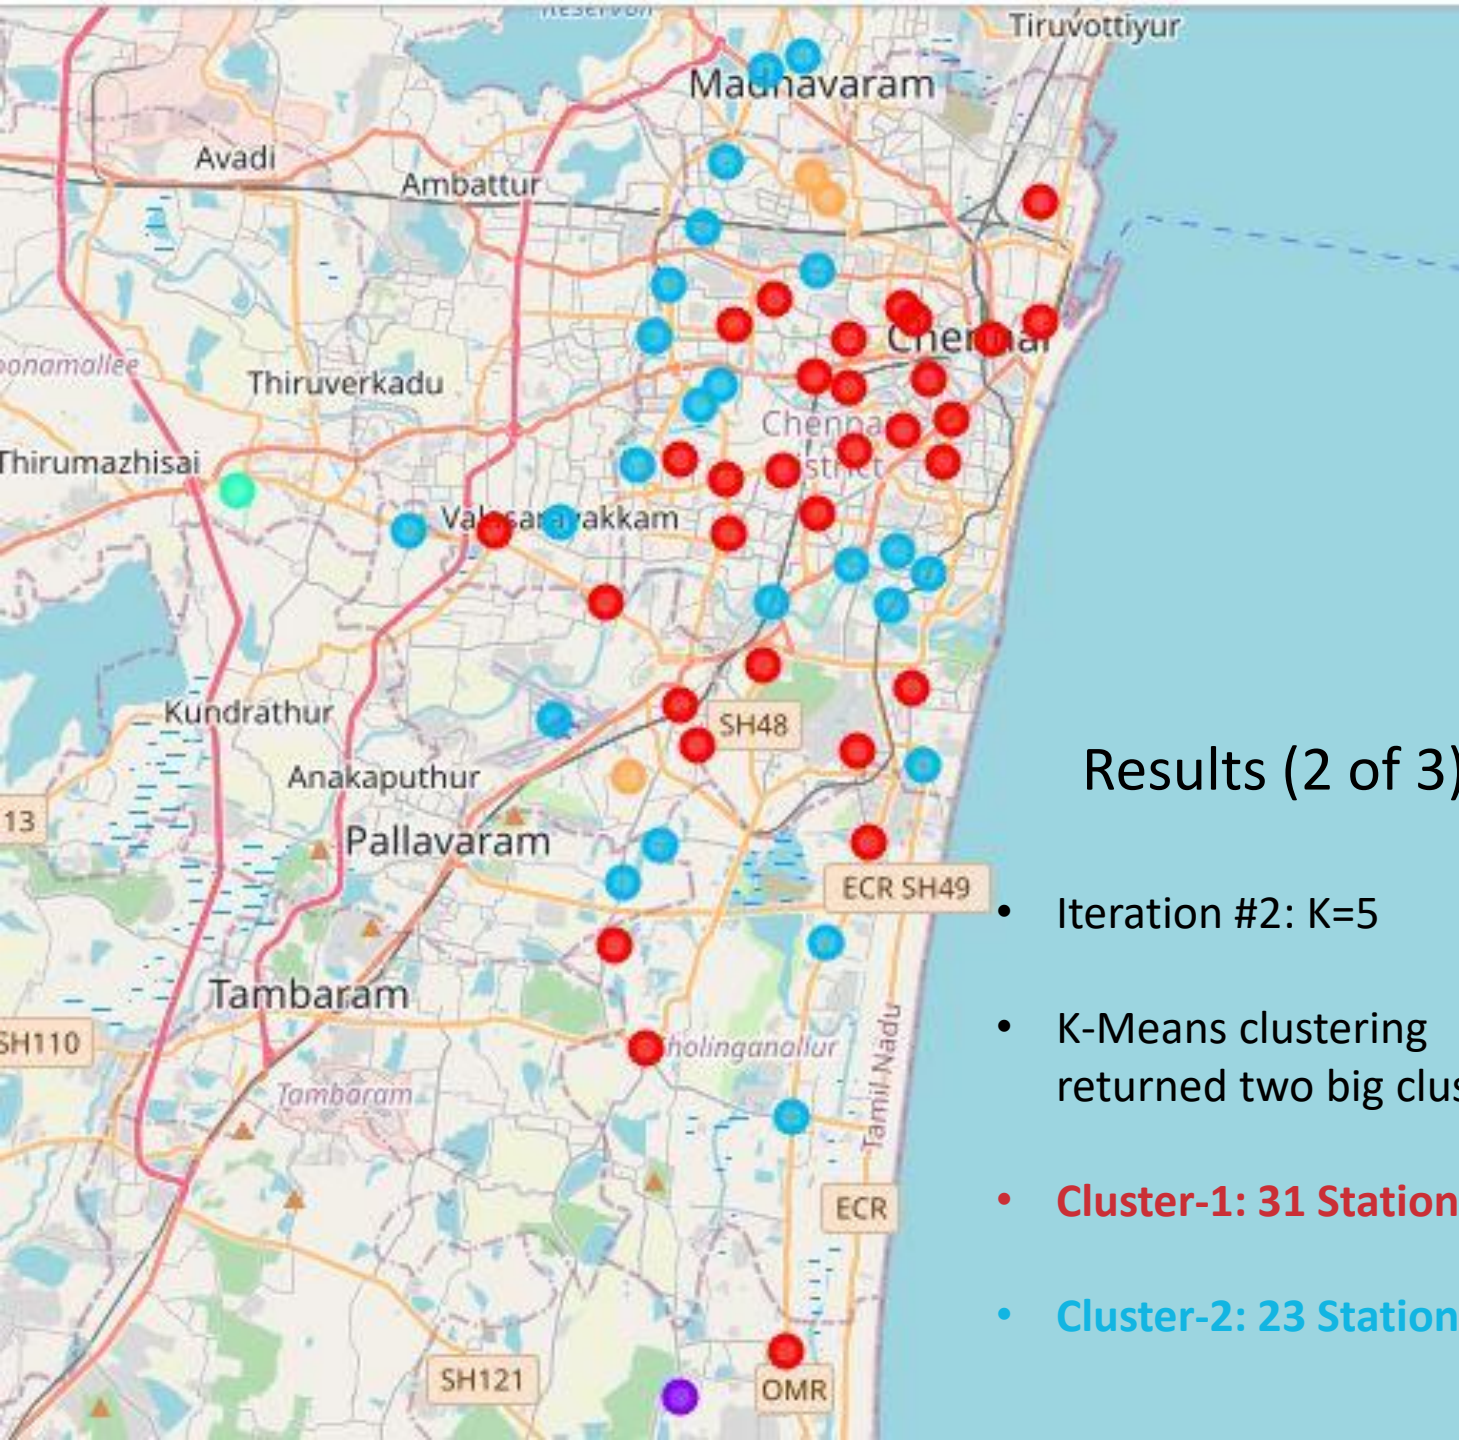 Reservoir
Tiruvottiyur
Madhavaram
Avadi
Ambattur
Chennai
oonamallee
Thiruverkadu
Chennai
District
Thirumazhisai
Valasaravakkam
Kundrathur
SH48
Anakaputhur
13
Pallavaram
ECR SH49
Tambaram
SH110
Sholinganallur
Tambaram
Tamil Nadu
ECR
SH121
OMR
Results (2 of 3)
• Iteration #2: K=5
• K-Means clustering
returned two big clus
• Cluster-1: 31 Station
• Cluster-2: 23 Station